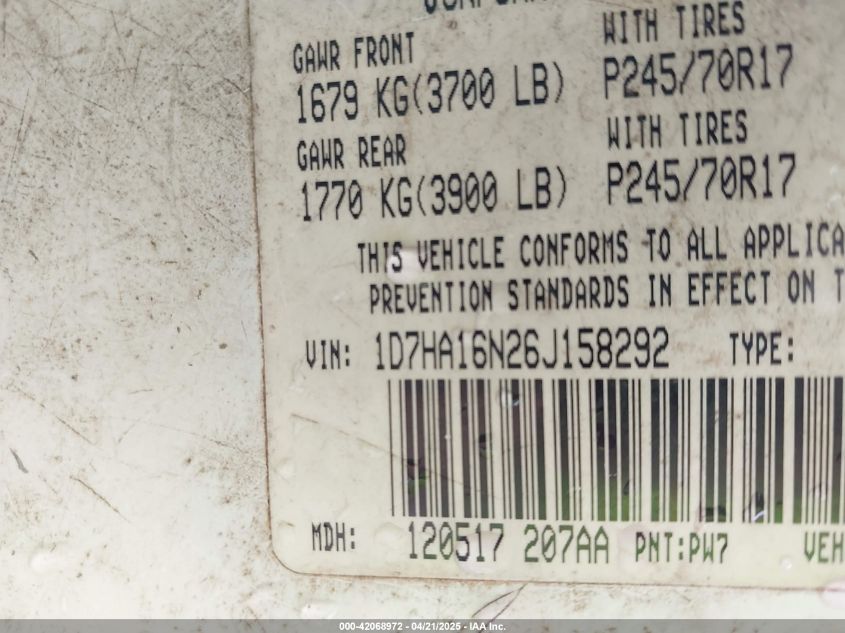 GAWR FRONT
WITH TIRES
1679 KG(3700 LB)
P245/70R17
GAWR REAR
WITH TIRES
1770 KG(3900 LB)
P245/70R17
THIS VEHICLE CONFORMS TO ALL APPLICA
PREVENTION STANDARDS IN EFFECT ON T
VIN: 1D7HA16N26J158292 TYPE:
MDH: 120517 207AA PNT:PW7 VEH
000-42068972 - 04/21/2025 - IAA Inc.